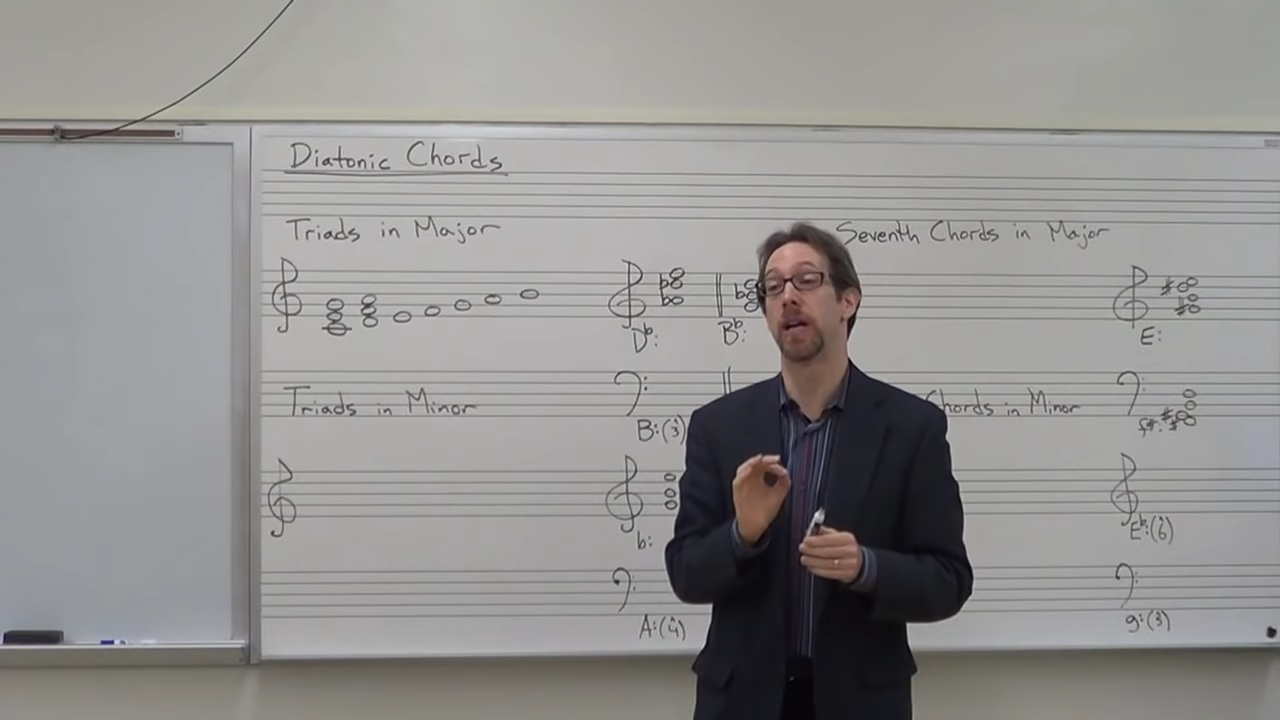 Diatonic Chords
Triads in Major
Seventh Chords in Major
D♭:
B♭:
E:
Triads in Minor
Chords in Minor
B:(3̂)
f#:
b:
E♭:(6̂)
A:(4̂)
g:(3̂)